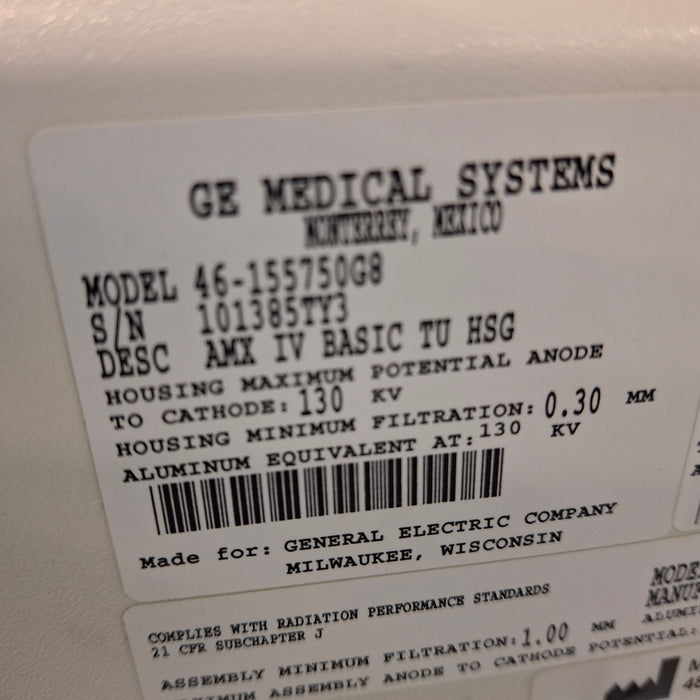 GE MEDICAL SYSTEMS
MONTERREY, MEXICO
MODEL 46-155750G8
S/N 101385TY3
DESC AMX IV BASIC TU HSG
HOUSING MAXIMUM POTENTIAL ANODE
TO CATHODE: 130 KV
HOUSING MINIMUM FILTRATION: 0.30 MM
ALUMINUM EQUIVALENT AT: 130 KV
Made for: GENERAL ELECTRIC COMPANY
MILWAUKEE, WISCONSIN
COMPLIES WITH RADIATION PERFORMANCE STANDARDS
21 CFR SUBCHAPTER J
ASSEMBLY MINIMUM FILTRATION: 1.00 MM
ASSEMBLY ANODE TO CATHODE POTENTIAL: